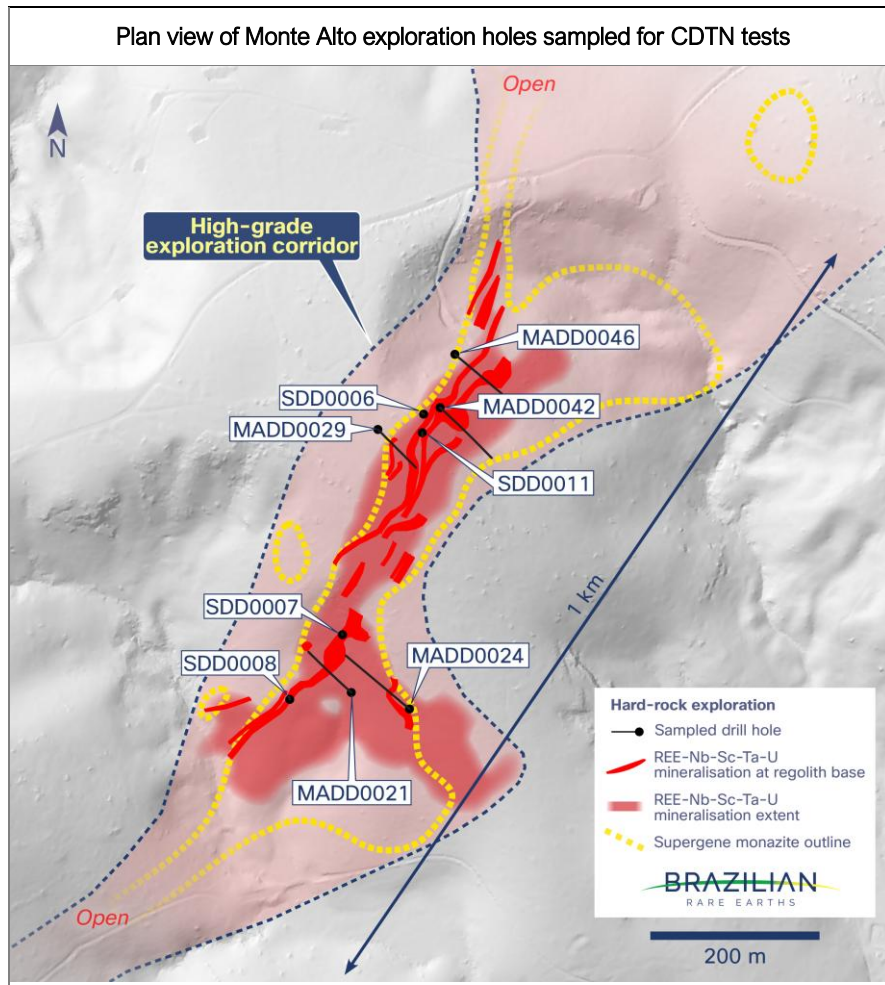 Plan view of Monte Alto exploration holes sampled for CDTN tests
Open
N
High-grade
exploration corridor
MADD0046
SDD0006
MADD0042
MADD0029
SDD0011
1 km
SDD0007
MADD0024
SDD0008
MADD0021
Open
Hard-rock exploration
Sampled drill hole
REE-Nb-Sc-Ta-U
mineralisation at regolith base
REE-Nb-Sc-Ta-U
mineralisation extent
Supergene monazite outline
BRAZILIAN
RARE EARTHS
200 m